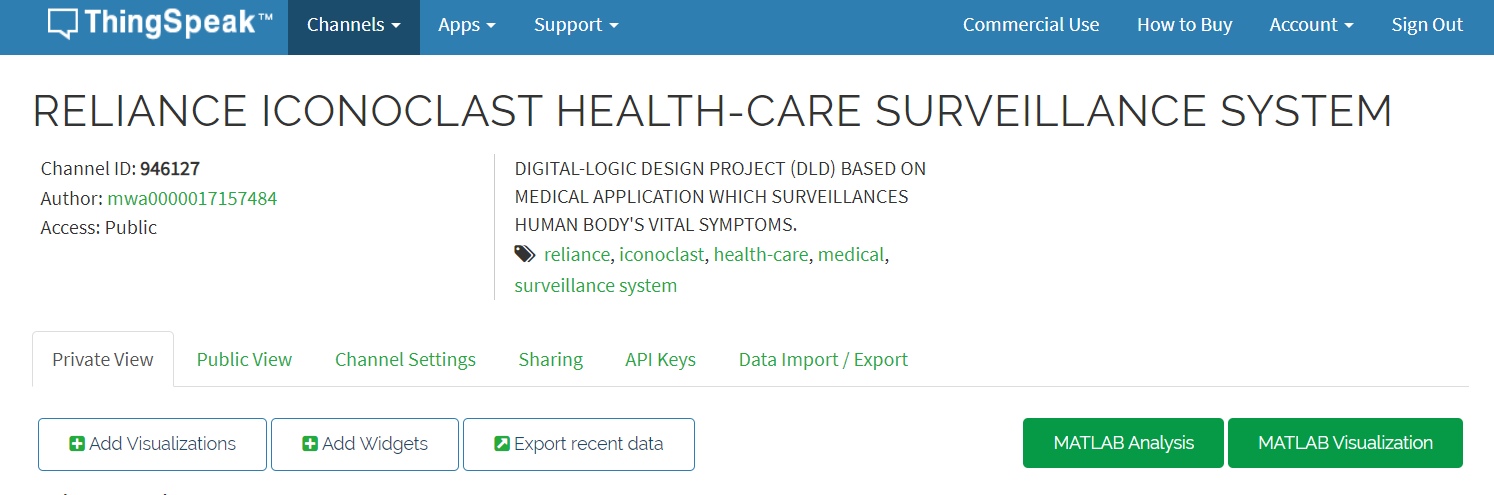 ThingSpeak™ Channels Apps Support Commercial Use How to Buy Account Sign Out
RELIANCE ICONOCLAST HEALTH-CARE SURVEILLANCE SYSTEM
Channel ID: 946127
Author: mwa0000017157484
Access: Public
DIGITAL-LOGIC DESIGN PROJECT (DLD) BASED ON
MEDICAL APPLICATION WHICH SURVEILLANCES
HUMAN BODY'S VITAL SYMPTOMS.
reliance, iconoclast, health-care, medical,
surveillance system
Private View Public View Channel Settings Sharing API Keys Data Import / Export
Add Visualizations Add Widgets Export recent data MATLAB Analysis MATLAB Visualization